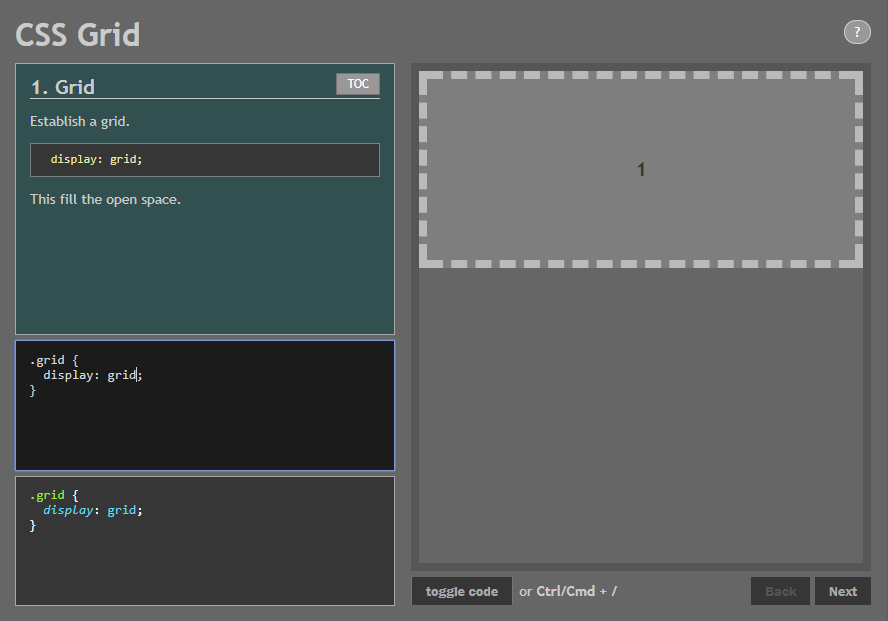 CSS Grid
?
1. Grid
TOC
Establish a grid.
display: grid;
This fill the open space.
.grid {
display: grid;
}
.grid {
display: grid;
}
1
toggle code or Ctrl/Cmd + /
Back
Next